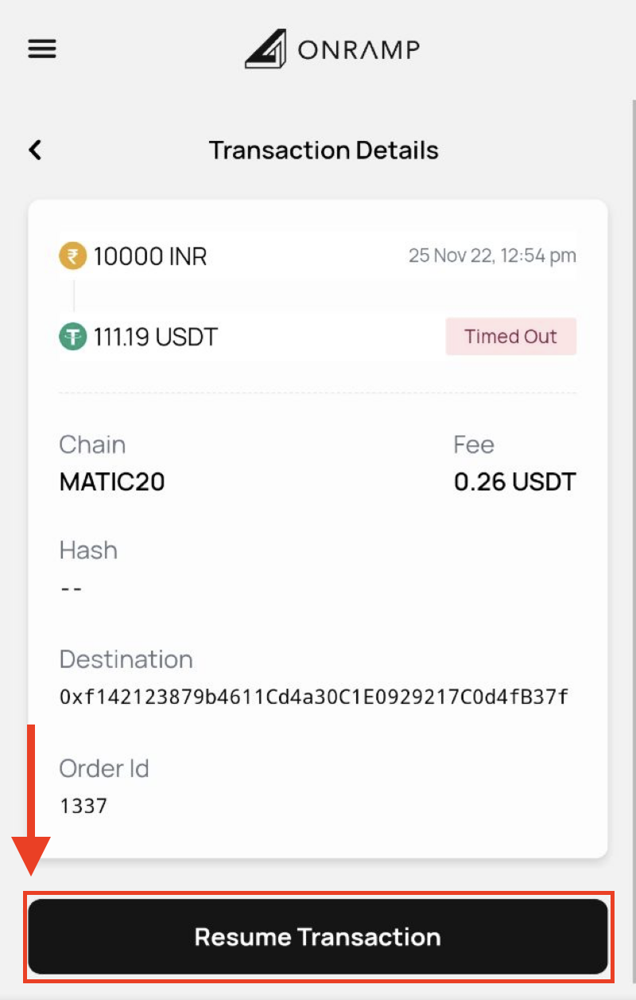 ONRAMP
Transaction Details
10000 INR 25 Nov 22, 12:54 pm
111.19 USDT Timed Out
Chain Fee
MATIC20 0.26 USDT
Hash
--
Destination
0xf142123879b4611Cd4a30C1E0929217C0d4fB37f
Order Id
1337
Resume Transaction